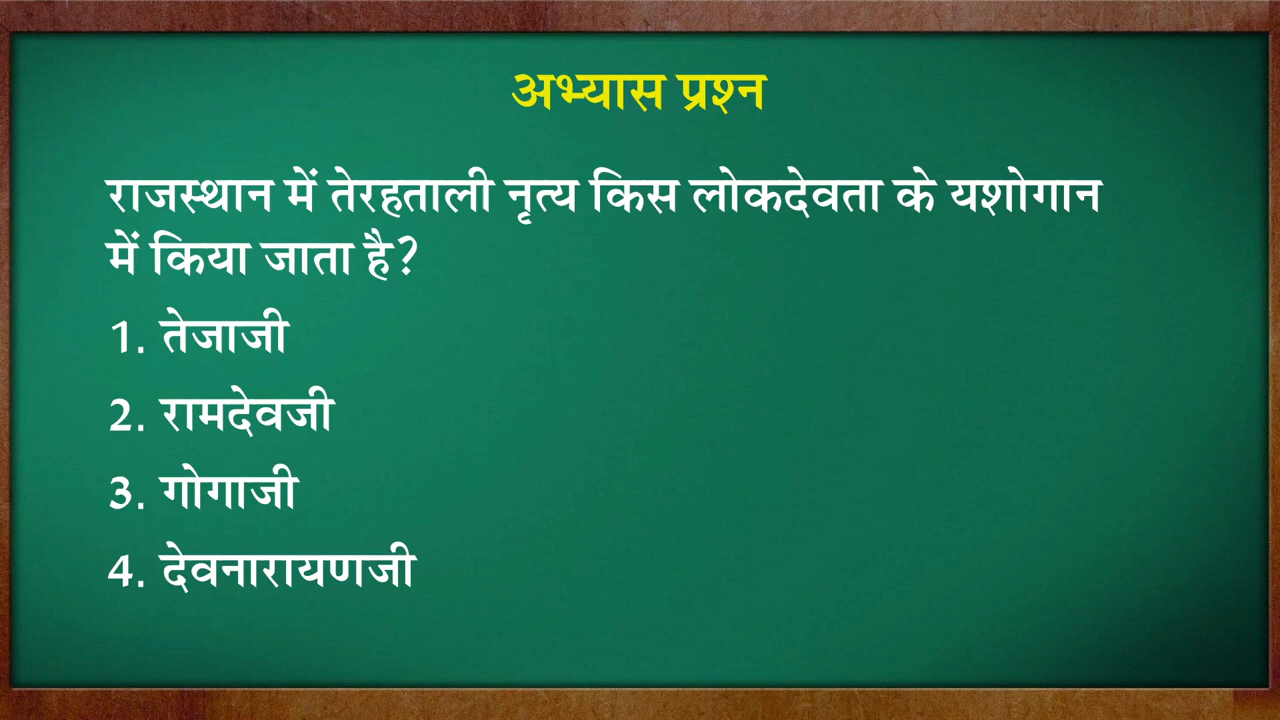 अभ्यास प्रश्न
राजस्थान में तेरहताली नृत्य किस लोकदेवता के यशोगान
में किया जाता है?
1. तेजाजी
2. रामदेवजी
3. गोगाजी
4. देवनारायणजी